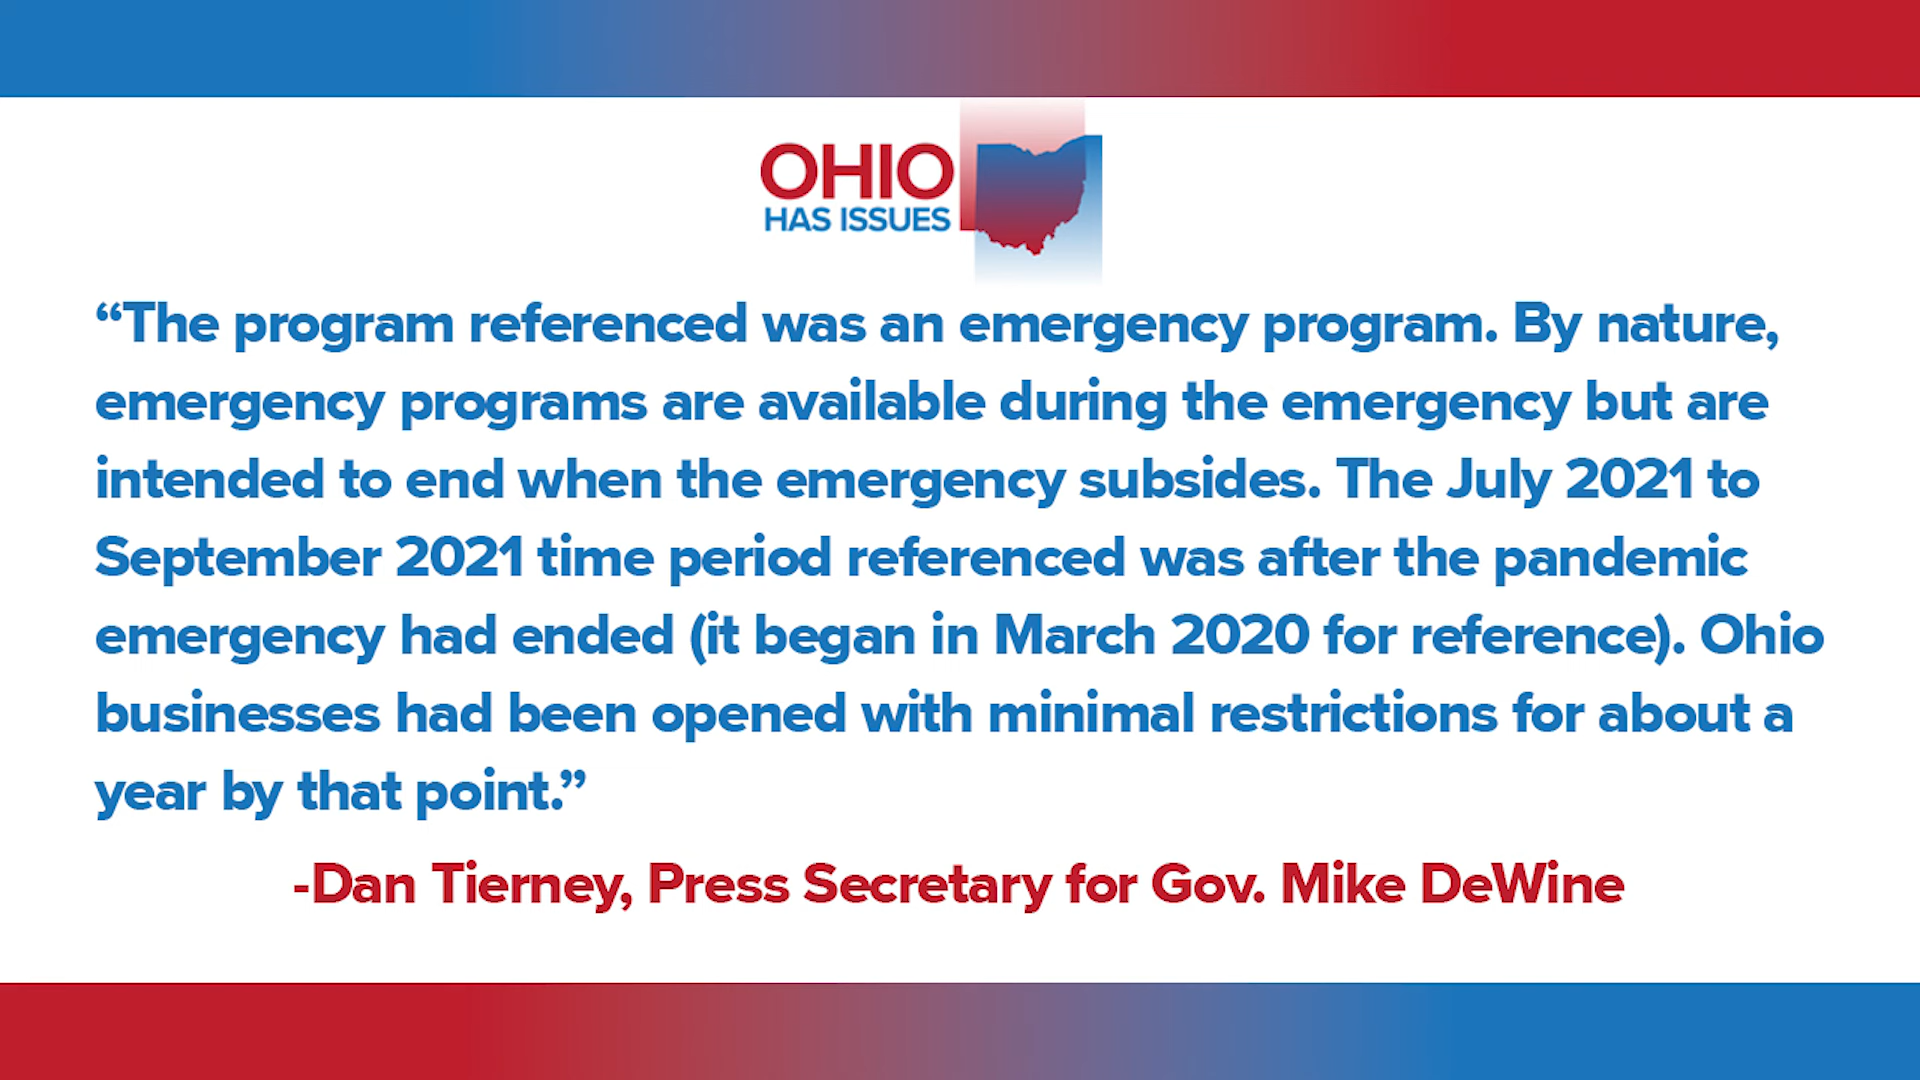 OHIO
HAS ISSUES
“The program referenced was an emergency program. By nature,
emergency programs are available during the emergency but are
intended to end when the emergency subsides. The July 2021 to
September 2021 time period referenced was after the pandemic
emergency had ended (it began in March 2020 for reference). Ohio
businesses had been opened with minimal restrictions for about a
year by that point.”
-Dan Tierney, Press Secretary for Gov. Mike DeWine